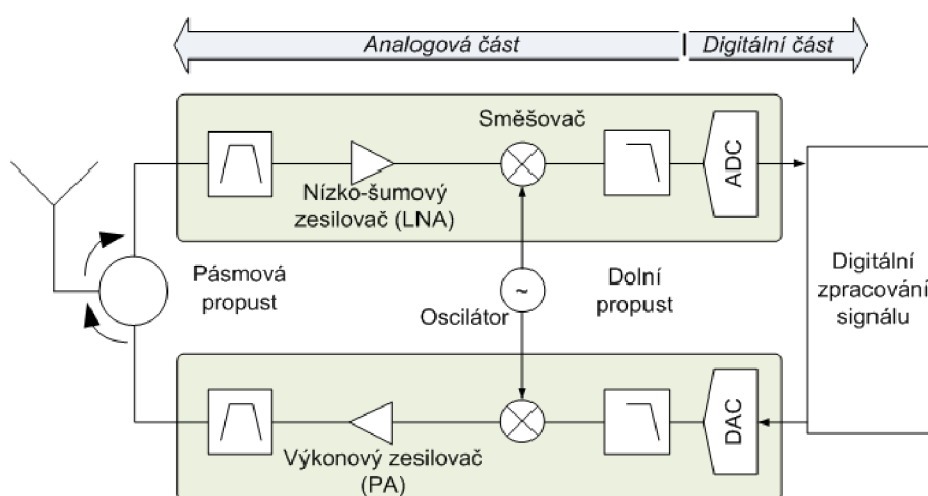 Analogová část
Digitální část
Směšovač
ADC
Nízko-šumový
zesilovač (LNA)
Pásmová
propust
Oscilátor
~
Dolní
propust
Digitální
zpracování
signálu
DAC
Výkonový zesilovač
(PA)